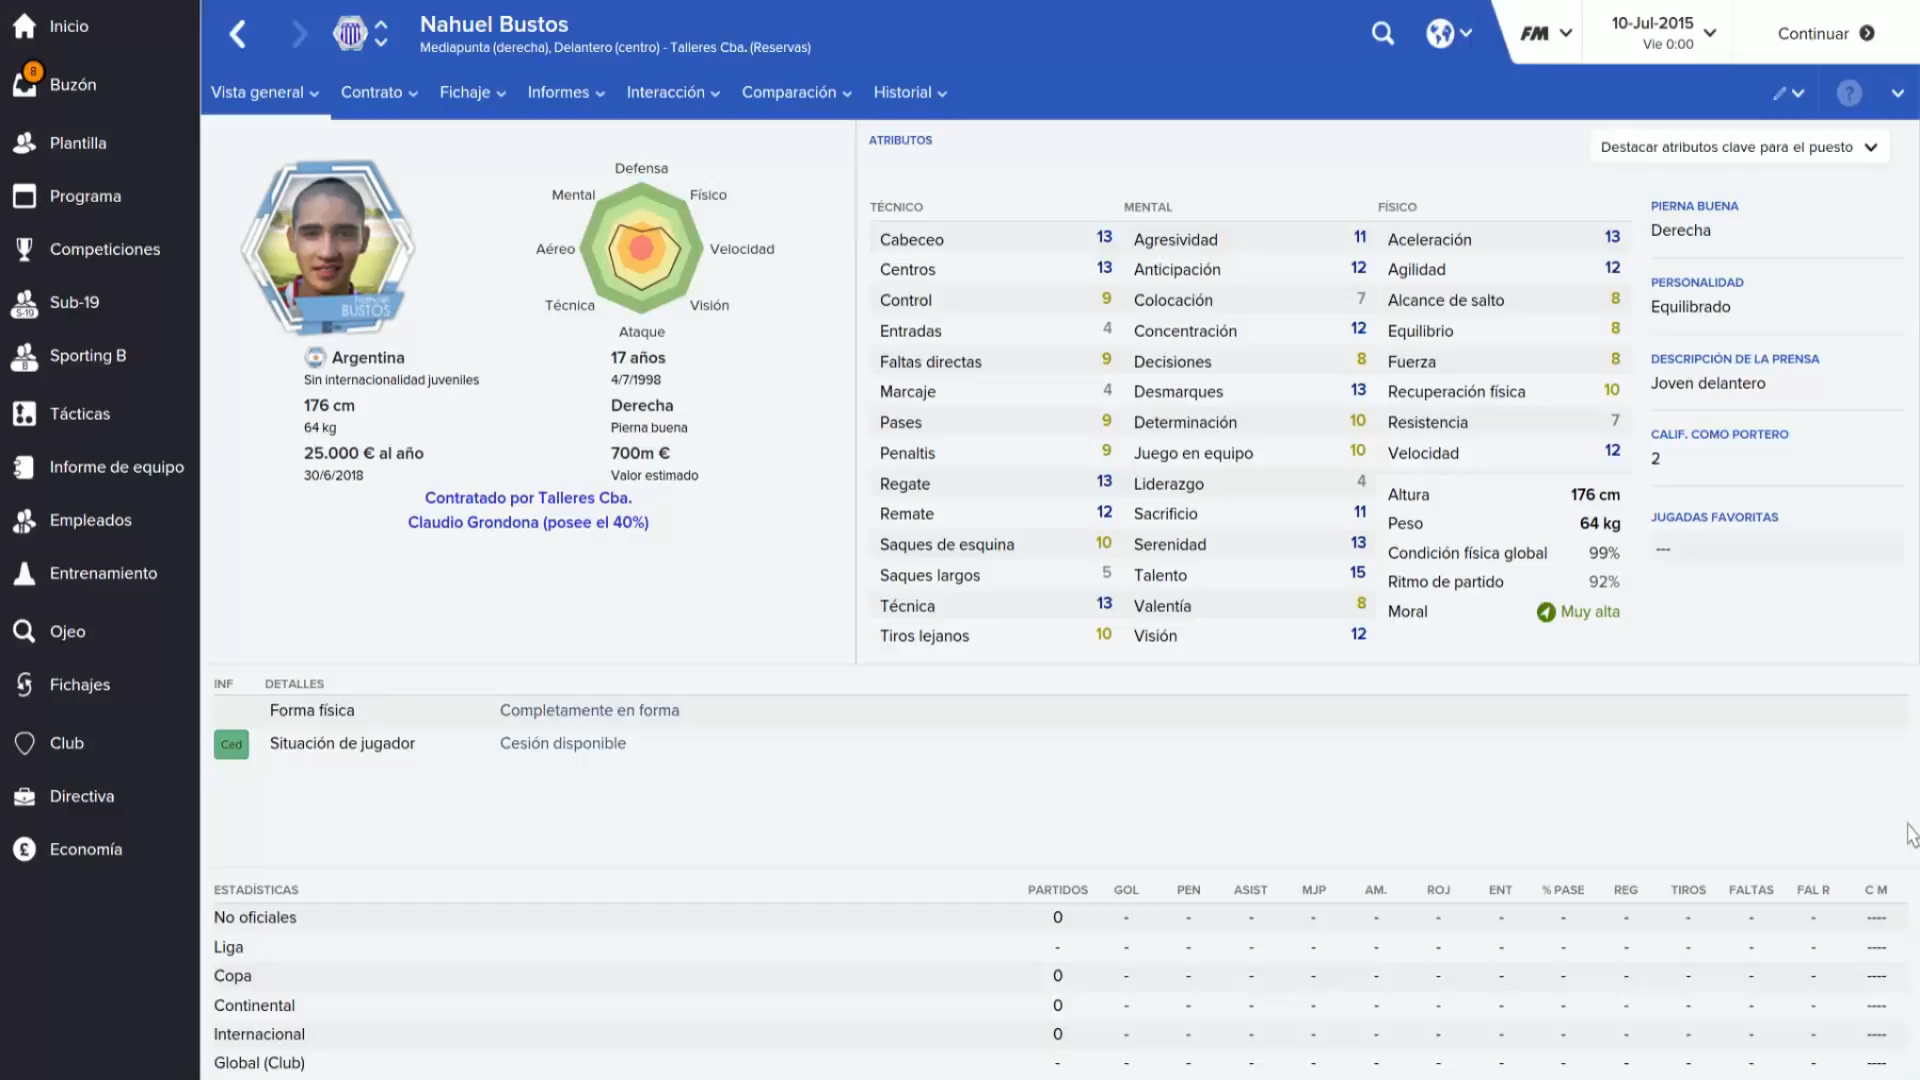 Inicio
8
Buzón
Plantilla
Programa
Competiciones
Sub-19
S-19
Sporting B
B
Tácticas
Informe de equipo
Empleados
Entrenamiento
Ojeo
Fichajes
Club
Directiva
Economía
Nahuel Bustos
Mediapunta (derecha), Delantero (centro) - Talleres Cba. (Reservas)
FM
10-Jul-2015
Vie 0:00
Continuar
Vista general
Contrato
Fichaje
Informes
Interacción
Comparación
Historial
?
Nahuel
BUSTOS
Defensa
Mental
Físico
Aéreo
Velocidad
Técnica
Visión
Ataque
Argentina
Sin internacionalidad juveniles
176 cm
64 kg
25.000 € al año
30/6/2018
17 años
4/7/1998
Derecha
Pierna buena
700m €
Valor estimado
Contratado por Talleres Cba.
Claudio Grondona (posee el 40%)
ATRIBUTOS
Destacar atributos clave para el puesto
TÉCNICO
Cabeceo 13
Centros 13
Control 9
Entradas 4
Faltas directas 9
Marcaje 4
Pases 9
Penaltis 9
Regate 13
Remate 12
Saques de esquina 10
Saques largos 5
Técnica 13
Tiros lejanos 10
MENTAL
Agresividad 11
Anticipación 12
Colocación 7
Concentración 12
Decisiones 8
Desmarques 13
Determinación 10
Juego en equipo 10
Liderazgo 4
Sacrificio 11
Serenidad 13
Talento 15
Valentía 8
Visión 12
FÍSICO
Aceleración 13
Agilidad 12
Alcance de salto 8
Equilibrio 8
Fuerza 8
Recuperación física 10
Resistencia 7
Velocidad 12
Altura 176 cm
Peso 64 kg
Condición física global 99%
Ritmo de partido 92%
Moral Muy alta
PIERNA BUENA
Derecha
PERSONALIDAD
Equilibrado
DESCRIPCIÓN DE LA PRENSA
Joven delantero
CALIF. COMO PORTERO
2
JUGADAS FAVORITAS
---
INF DETALLES
Forma física Completamente en forma
Ced Situación de jugador Cesión disponible
ESTADÍSTICAS PARTIDOS GOL PEN ASIST MJP AM. ROJ ENT % PASE REG TIROS FALTAS FAL R C M
No oficiales 0 - - - - - - - - - - - - ----
Liga - - - - - - - - - - - - - ----
Copa 0 - - - - - - - - - - - - ----
Continental 0 - - - - - - - - - - - - ----
Internacional 0 - - - - - - - - - - - - ----
Global (Club) - - - - - - - - - - - - - ----